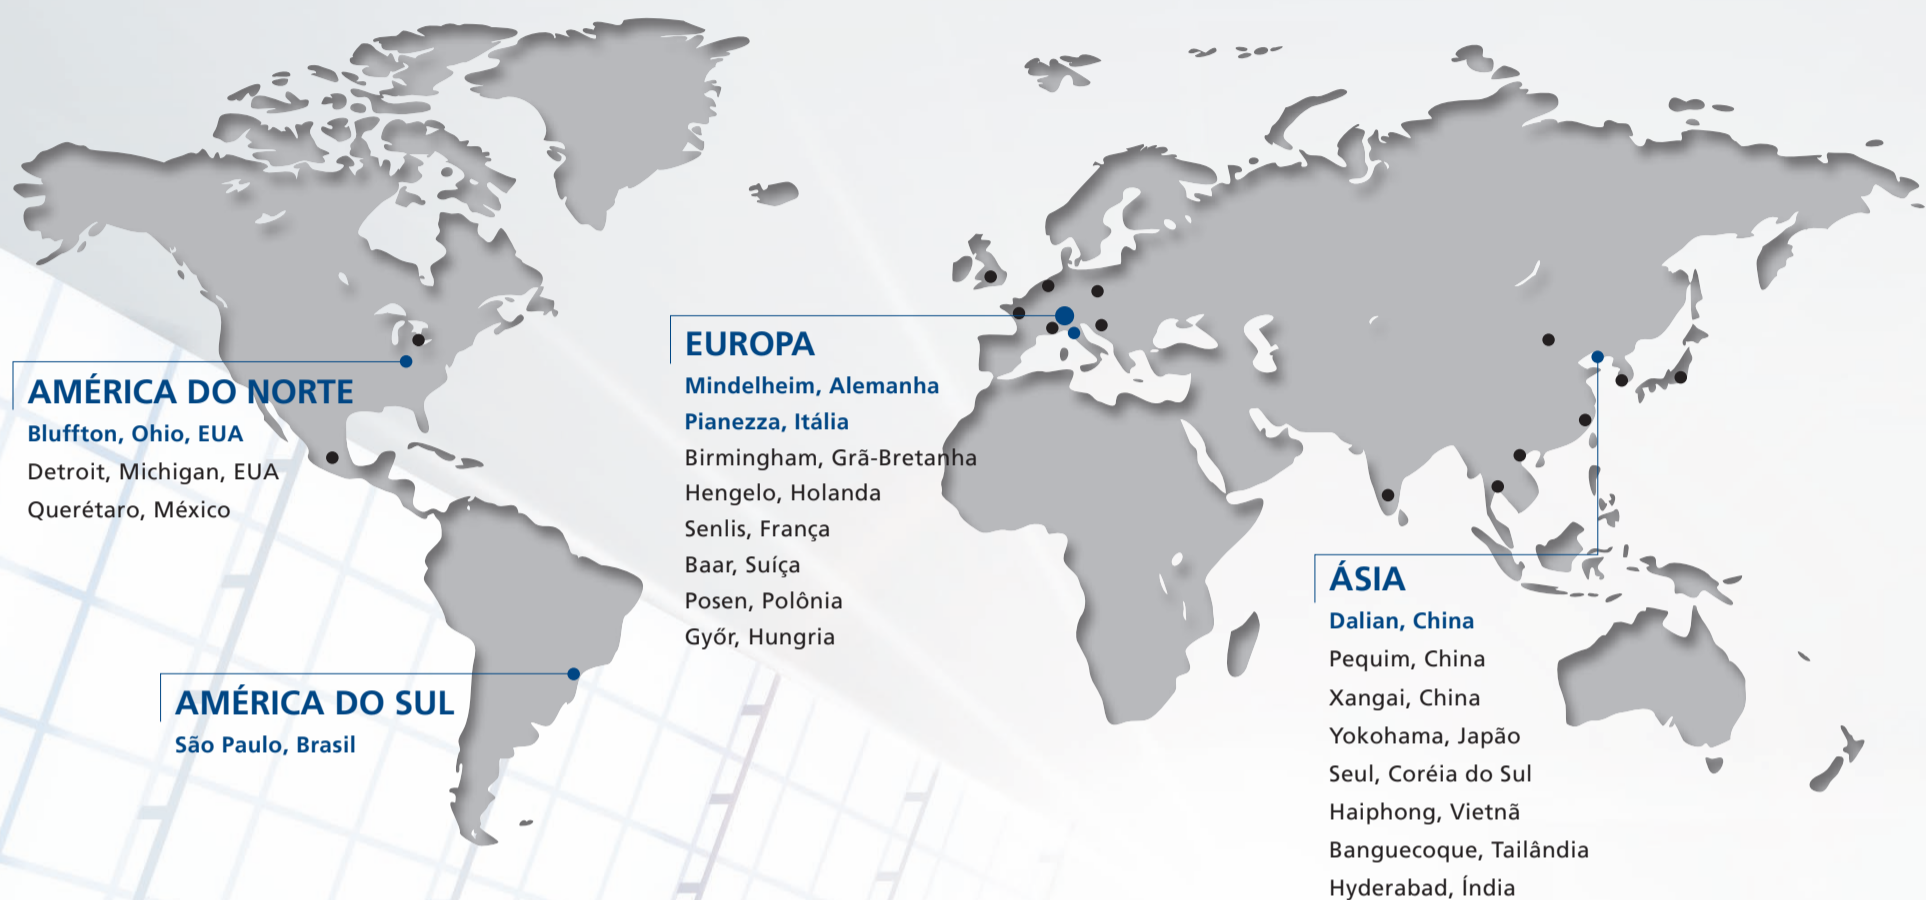 AMÉRICA DO NORTE
Bluffton, Ohio, EUA
Detroit, Michigan, EUA
Querétaro, México
AMÉRICA DO SUL
São Paulo, Brasil
EUROPA
Mindelheim, Alemanha
Pianezza, Itália
Birmingham, Grã-Bretanha
Hengelo, Holanda
Senlis, França
Baar, Suíça
Posen, Polônia
Győr, Hungria
ÁSIA
Dalian, China
Pequim, China
Xangai, China
Yokohama, Japão
Seul, Coréia do Sul
Haiphong, Vietnã
Banguecoque, Tailândia
Hyderabad, Índia